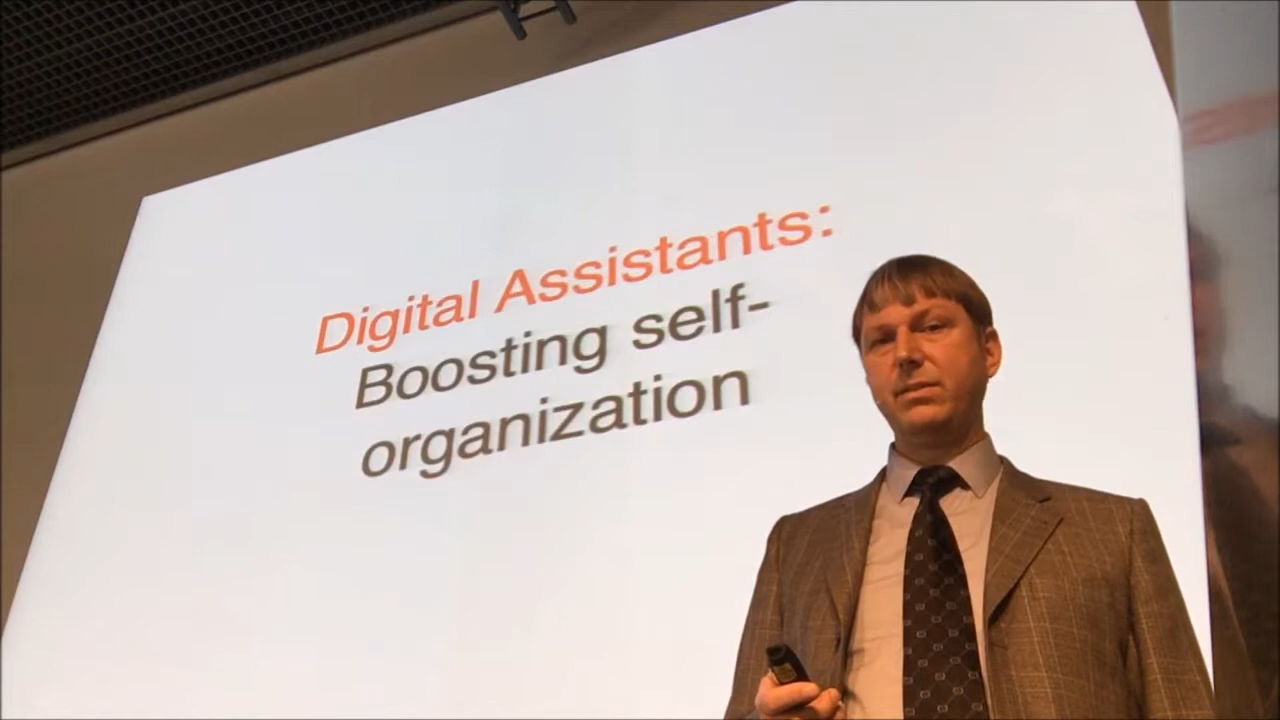 Digital Assistants:
Boosting self-
organization